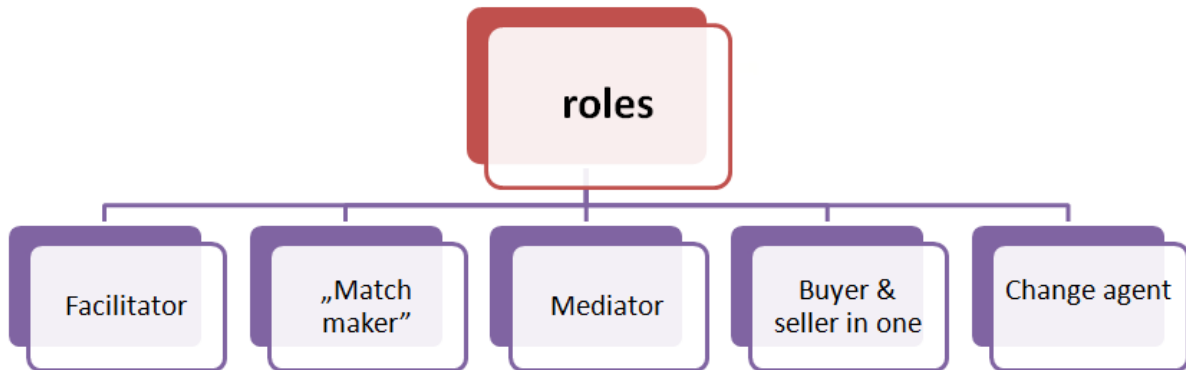 roles
Facilitator
„Match
maker”
Mediator
Buyer &
seller in one
Change agent